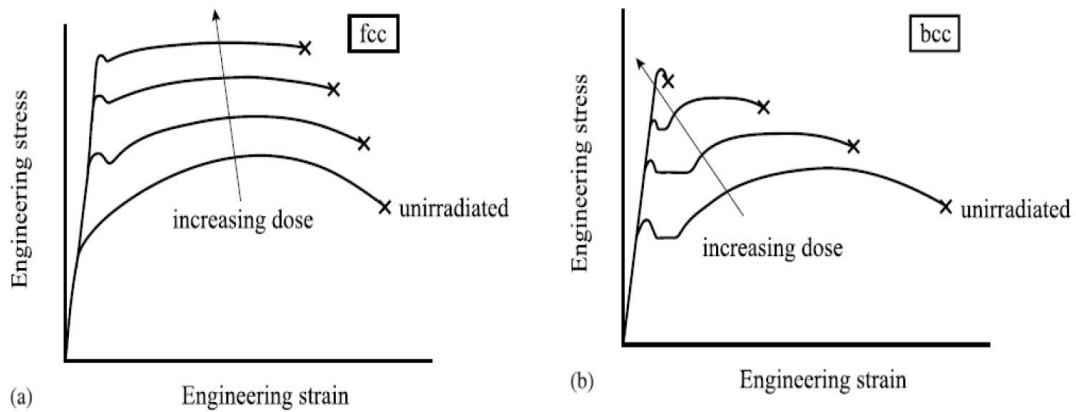 fcc
Engineering stress
increasing dose
unirradiated
(a)
Engineering strain
bcc
Engineering stress
increasing dose
unirradiated
(b)
Engineering strain